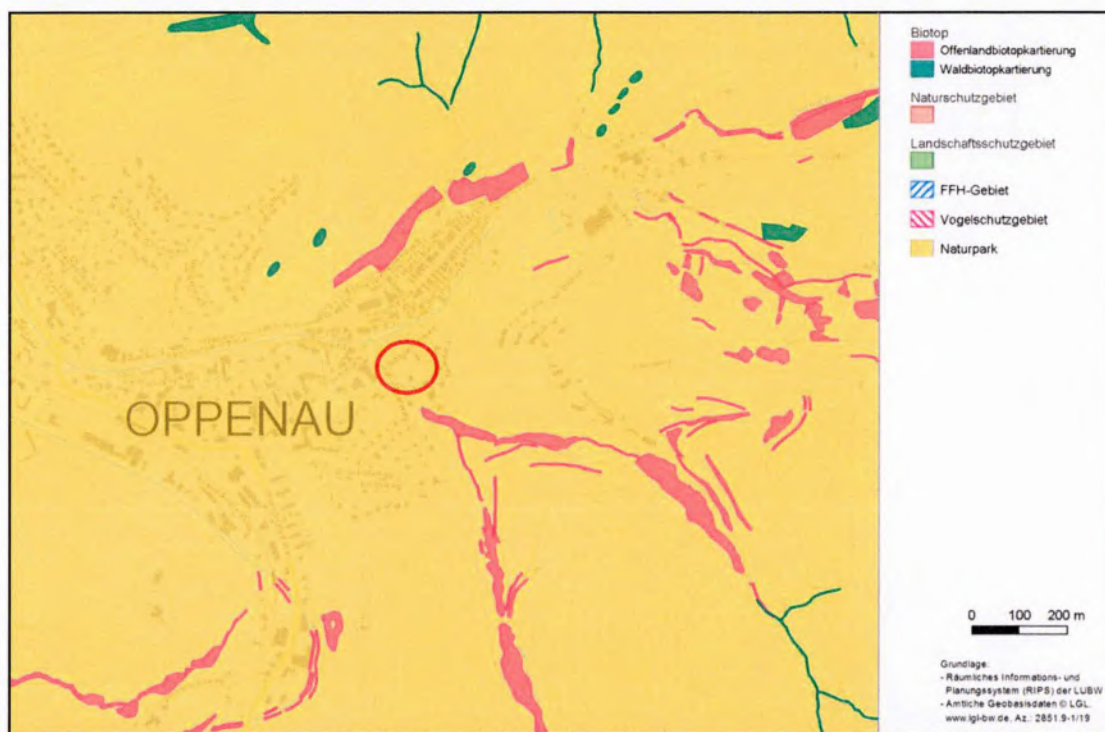 OPPENAU
Biotop
Offenlandbiotopkartierung
Waldbiotopkartierung
Naturschutzgebiet
Landschaftsschutzgebiet
FFH-Gebiet
Vogelschutzgebiet
Naturpark
0 100 200 m
Grundlage:
- Räumliches Informations- und
Planungssystem (RIPS) der LUBW
- Amtliche Geobasisdaten © LGL,
www.lgl-bw.de, Az.: 2851.9-1/19